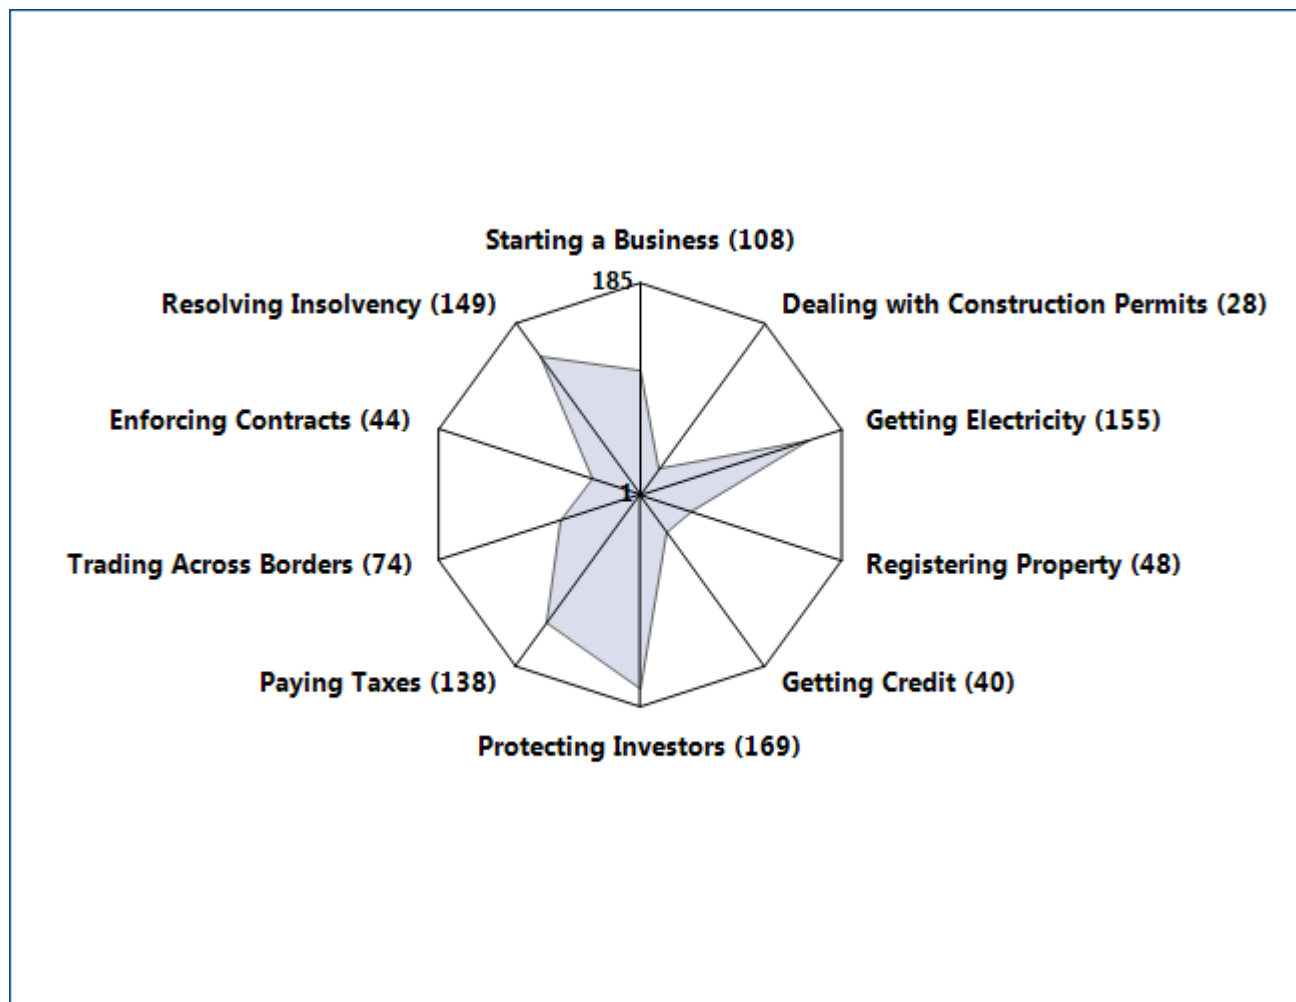 Starting a Business (108)
185
Resolving Insolvency (149)
Dealing with Construction Permits (28)
Enforcing Contracts (44)
Getting Electricity (155)
1
Trading Across Borders (74)
Registering Property (48)
Paying Taxes (138)
Getting Credit (40)
Protecting Investors (169)